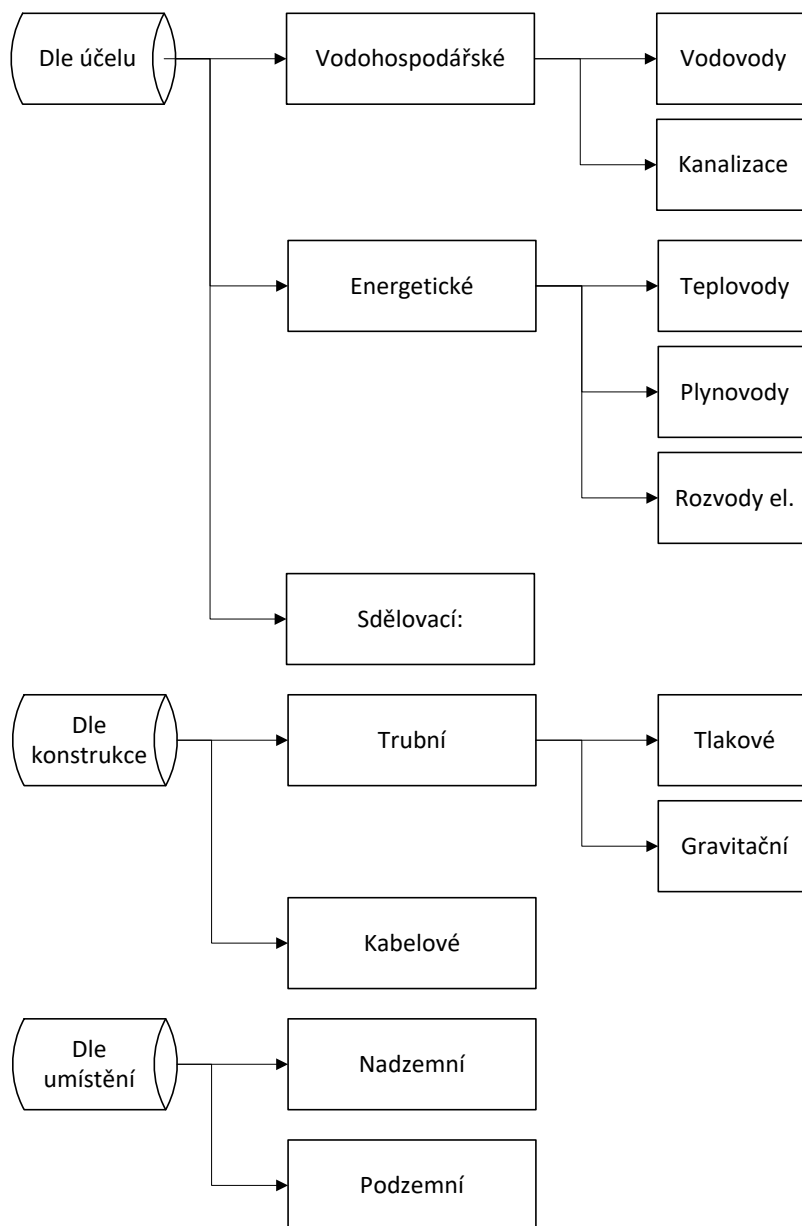 Dle účelu
Vodohospodářské
Vodovody
Kanalizace
Energetické
Teplovody
Plynovody
Rozvody el.
Sdělovací:
Dle
konstrukce
Trubní
Tlakové
Gravitační
Kabelové
Dle
umístění
Nadzemní
Podzemní